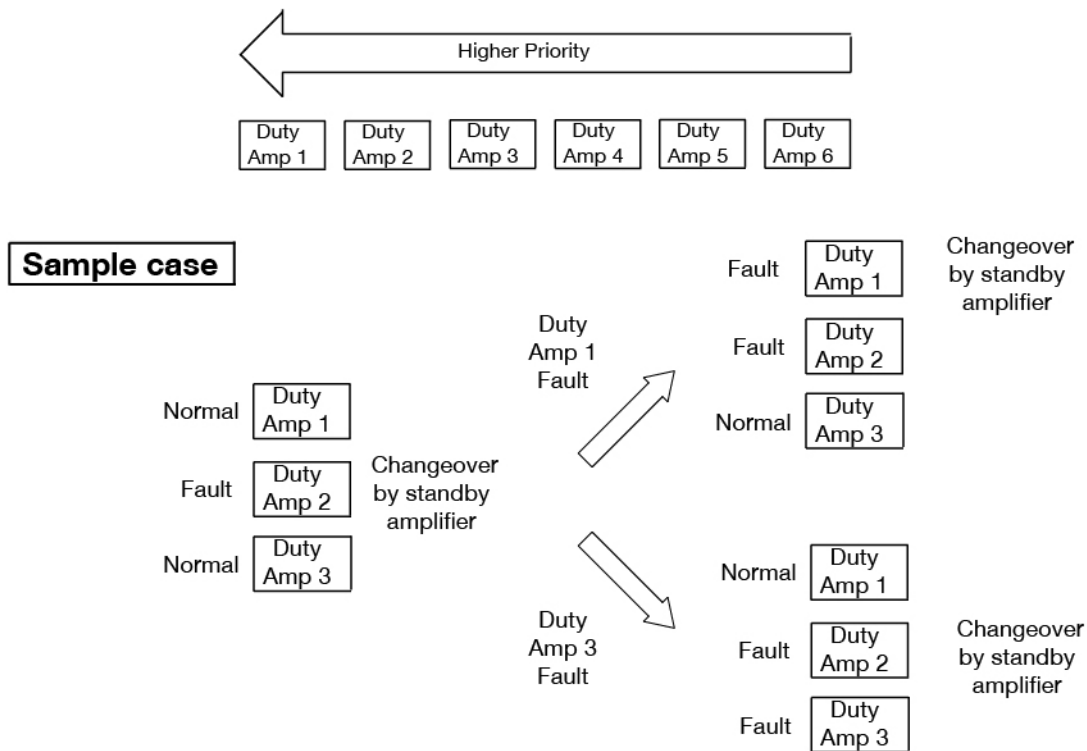 Higher Priority
Duty
Amp 1
Duty
Amp 2
Duty
Amp 3
Duty
Amp 4
Duty
Amp 5
Duty
Amp 6
Sample case
Normal
Duty
Amp 1
Fault
Duty
Amp 2
Changeover
by standby
amplifier
Normal
Duty
Amp 3
Duty
Amp 1
Fault
Fault
Duty
Amp 1
Changeover
by standby
amplifier
Fault
Duty
Amp 2
Normal
Duty
Amp 3
Duty
Amp 3
Fault
Normal
Duty
Amp 1
Fault
Duty
Amp 2
Changeover
by standby
amplifier
Fault
Duty
Amp 3